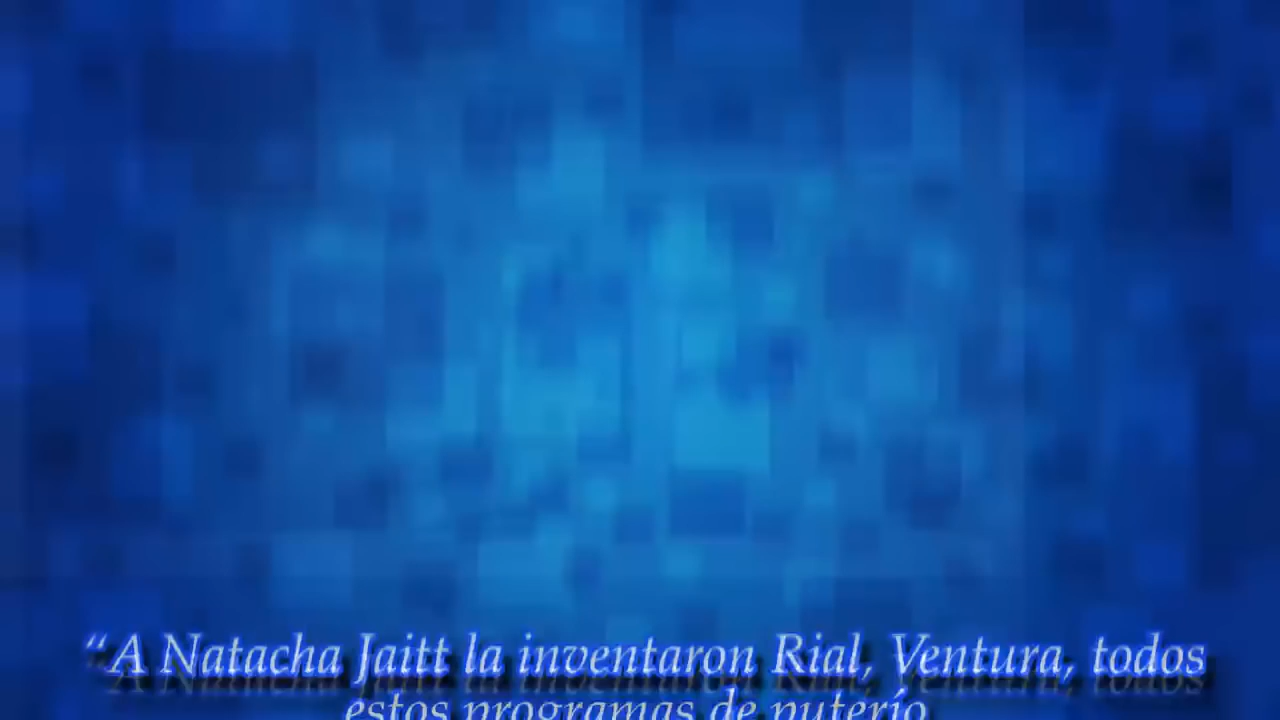 “A Natacha Jaitt la inventaron Rial, Ventura, todos
estos programas de puterío